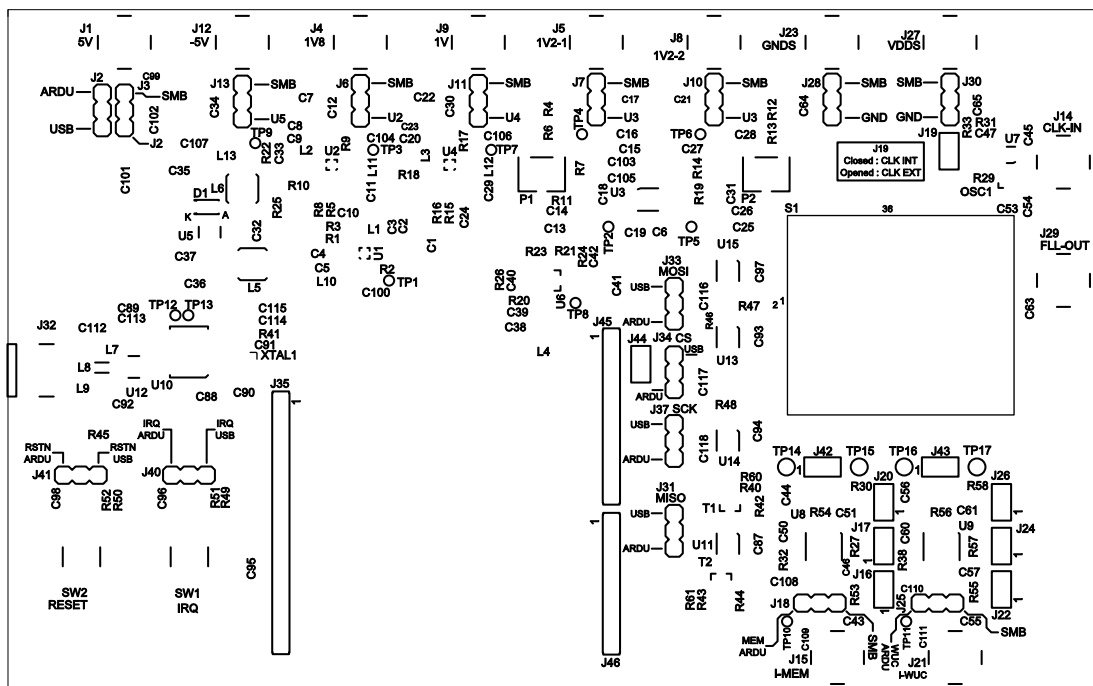 J1 J12 J4 J9 J5 J8 J23 J27
5V -5V 1V8 1V 1V2-1 1V2-2 GNDS VDDS
J2 J3 C99 J13 SMB J6 SMB J11 SMB J7 SMB J10 SMB J28 SMB SMB J30
ARDU SMB C34 C7 C12 C22 C30 R4 C17 C21 R12 C64 C65 J14
USB C102 J2 U5 C8 U2 C23 U4 R6 TP4 U3 U3 R13 GND GND R33 R31 C47 U7 C45 CLK-IN
C107 TP9 C9 R9 C104 C20 R17 C106 C16 TP6 C28 J19
L13 R22 C33 L2 U2 TP3 L3 U4 TP7 C15 C27
J19
Closed : CLK INT
Opened : CLK EXT
C101 C35 L6 R10 L11 C11 R18 L12 C29 R7 C103 C105 U3 R14 R19 R29 OSC1
D1 K A R25 R8 R5 C10 R16 R15 C24 P1 R11 C14 C18 C31 P2 C26 S1 36 C53 C54
U5 C32 R3 R1 L1 C3 C2 C1 C13 TP2 C19 C6 TP5 C25 J29
C37 C4 U1 R23 R21 R24 C42 U15 FLL-OUT
C36 L5 C5 L10 R2 TP1 C100 R26 C40 U6 C41 J33 MOSI C97
C89 TP12 TP13 C115 R20 TP8 USB C116 R47 2 1 C63
J32 C112 C113 C114 C39 ARDU R46
R41 C38 J45 J34 CS C93
L7 C91 XTAL1 L4 1 J44 USB U13
L8 U10 J35 C117
L9 U12 C88 C90 ARDU
C92 1 J37 SCK R48
R45 IRQ ARDU IRQ USB USB C94
RSTN ARDU RSTN USB ARDU C118 U14 TP14 J42 TP15 TP16 J43 TP17
J41 J40 R60 1 1
C98 R52 R50 C96 R51 R49 J31 MISO R40 C44 R30 J20 C56 R58 J26
1 USB T1 R42 U8 R54 C51 1 R56 C61 1
ARDU U11 C87 C50 J17 C60 U9 J24
C95 T2 R32 R27 C46 1 R38 R57 1
SW2 SW1 C108 J16 C57
RESET IRQ R61 R43 R44 J18 R53 1 J25 C110 R55 1 J22
MEM ARDU TP10 C109 C43 SMB WUC ARDU TP11 C111 C55 SMB
J46 J15 J21
I-MEM I-WUC